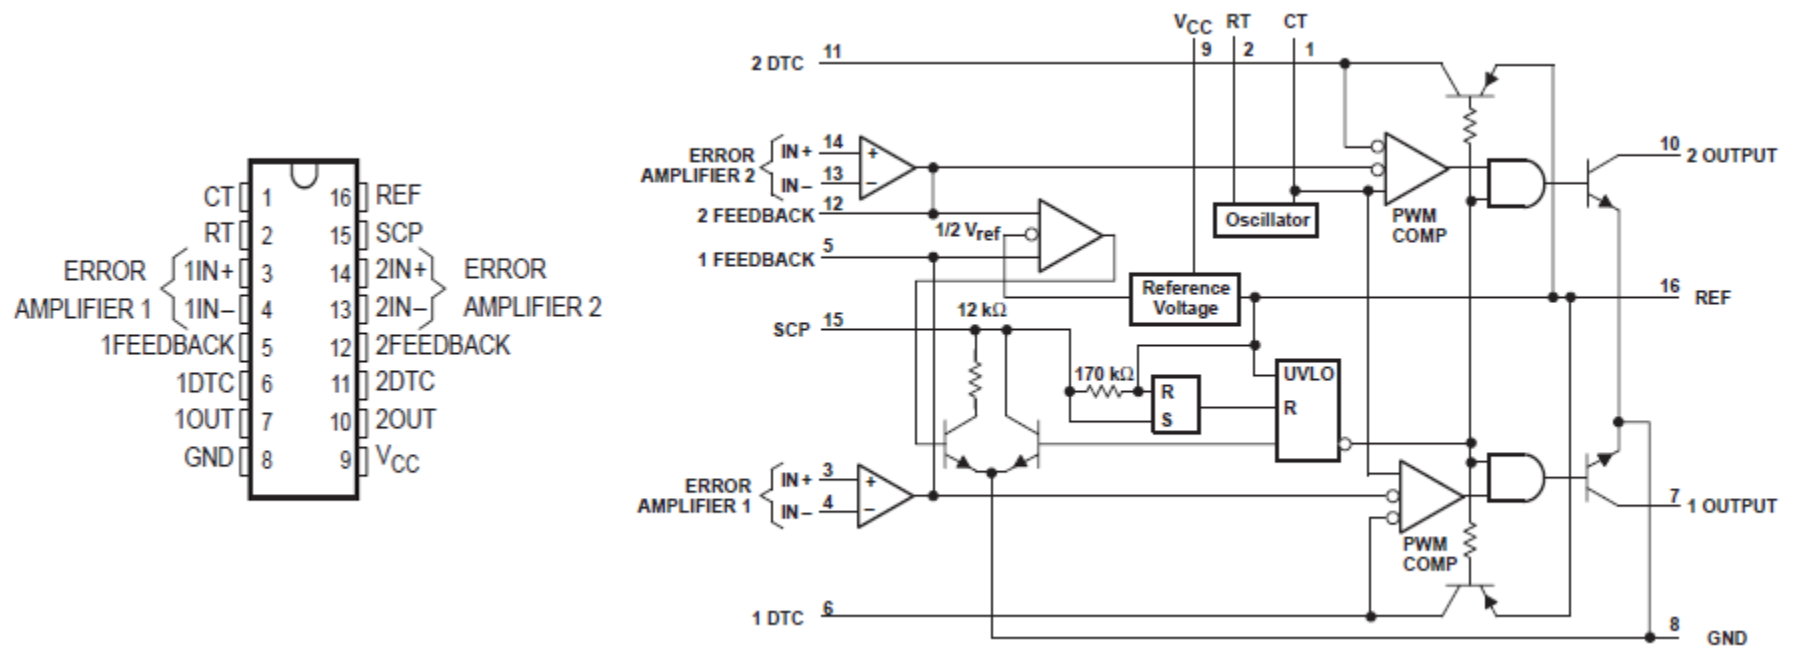 CT 1 16 REF
RT 2 15 SCP
ERROR AMPLIFIER 1
1IN+ 3 14 2IN+
1IN– 4 13 2IN–
ERROR AMPLIFIER 2
1FEEDBACK 5 12 2FEEDBACK
1DTC 6 11 2DTC
1OUT 7 10 2OUT
GND 8 9 VCC
VCC RT CT
9 2 1
2 DTC 11
ERROR AMPLIFIER 2
IN+ 14 +
IN– 13 –
2 FEEDBACK 12
1/2 Vref
1 FEEDBACK 5
Oscillator
PWM COMP
10 2 OUTPUT
Reference Voltage
16 REF
SCP 15
12 kΩ
170 kΩ
R
S
UVLO
R
ERROR AMPLIFIER 1
IN+ 3 +
IN– 4 –
PWM COMP
7 1 OUTPUT
1 DTC 6
8 GND